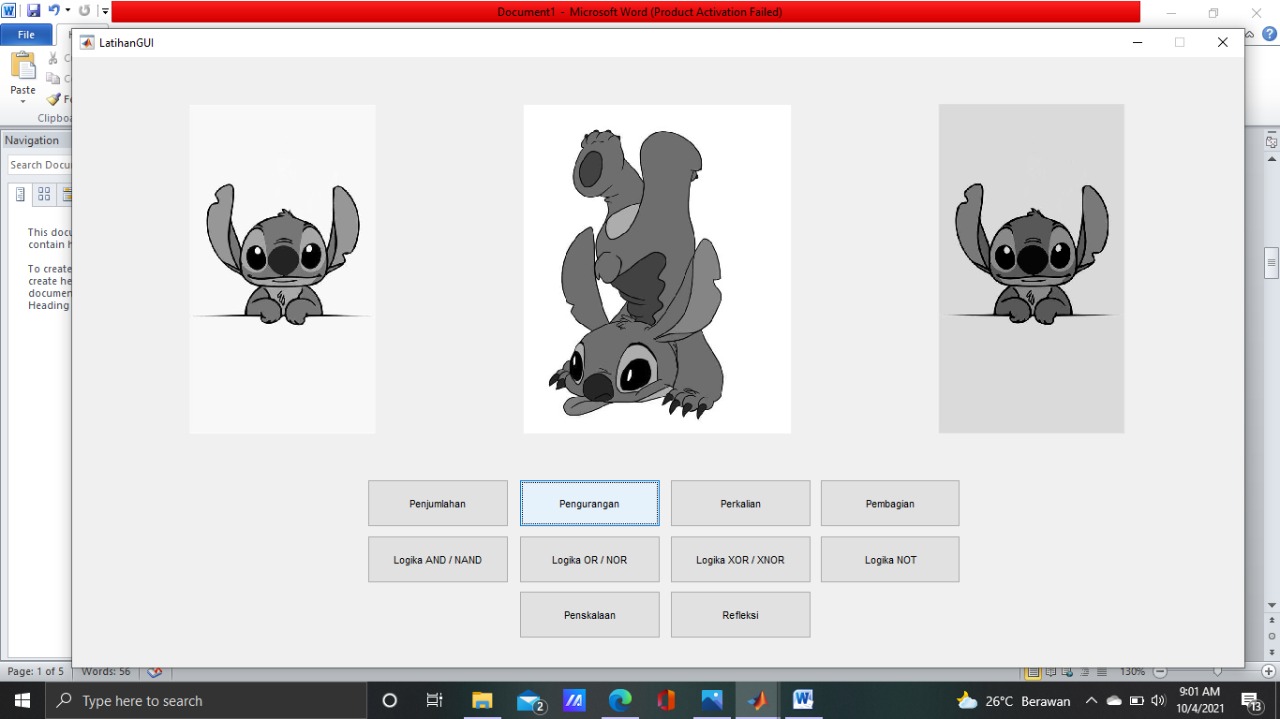 Document1 - Microsoft Word (Product Activation Failed)
File
LatihanGUI
Paste
Navigation
Search Docu
This docu
contain h
To create
create he
document
Heading
Penjumlahan
Pengurangan
Perkalian
Pembagian
Logika AND / NAND
Logika OR / NOR
Logika XOR / XNOR
Logika NOT
Penskalaan
Refleksi
Page: 1 of 5
Words: 56
130%
Type here to search
2
26°C Berawan
9:01 AM
10/4/2021
13